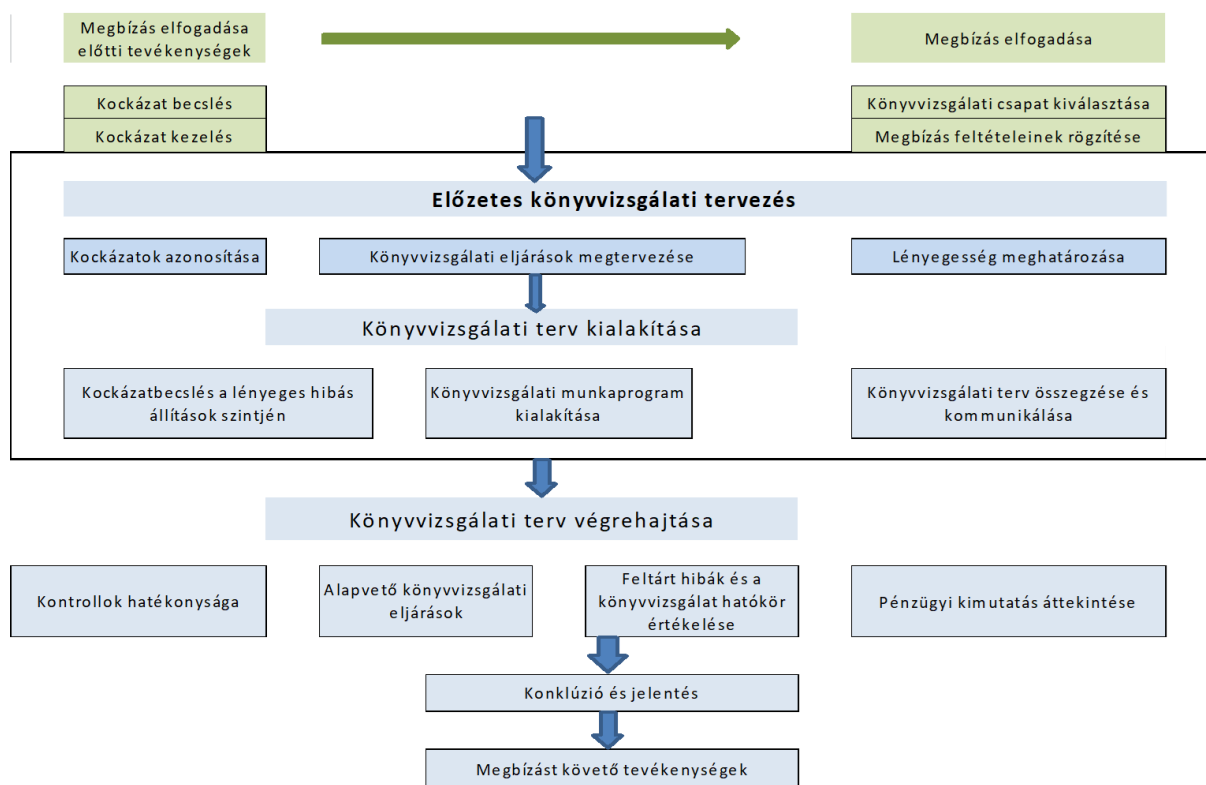 Megbízás elfogadása
előtti tevékenységek
Megbízás elfogadása
Kockázat becslés
Kockázat kezelés
Könyvvizsgálati csapat kiválasztása
Megbízás feltételeinek rögzítése
Előzetes könyvvizsgálati tervezés
Kockázatok azonosítása
Könyvvizsgálati eljárások megtervezése
Lényegesség meghatározása
Könyvvizsgálati terv kialakítása
Kockázatbecslés a lényeges hibás
állítások szintjén
Könyvvizsgálati munkaprogram
kialakítása
Könyvvizsgálati terv összegzése és
kommunikálása
Könyvvizsgálati terv végrehajtása
Kontrollok hatékonysága
Alapvető könyvvizsgálati
eljárások
Feltárt hibák és a
könyvvizsgálat hatókör
értékelése
Pénzügyi kimutatás áttekintése
Konklúzió és jelentés
Megbízást követő tevékenységek